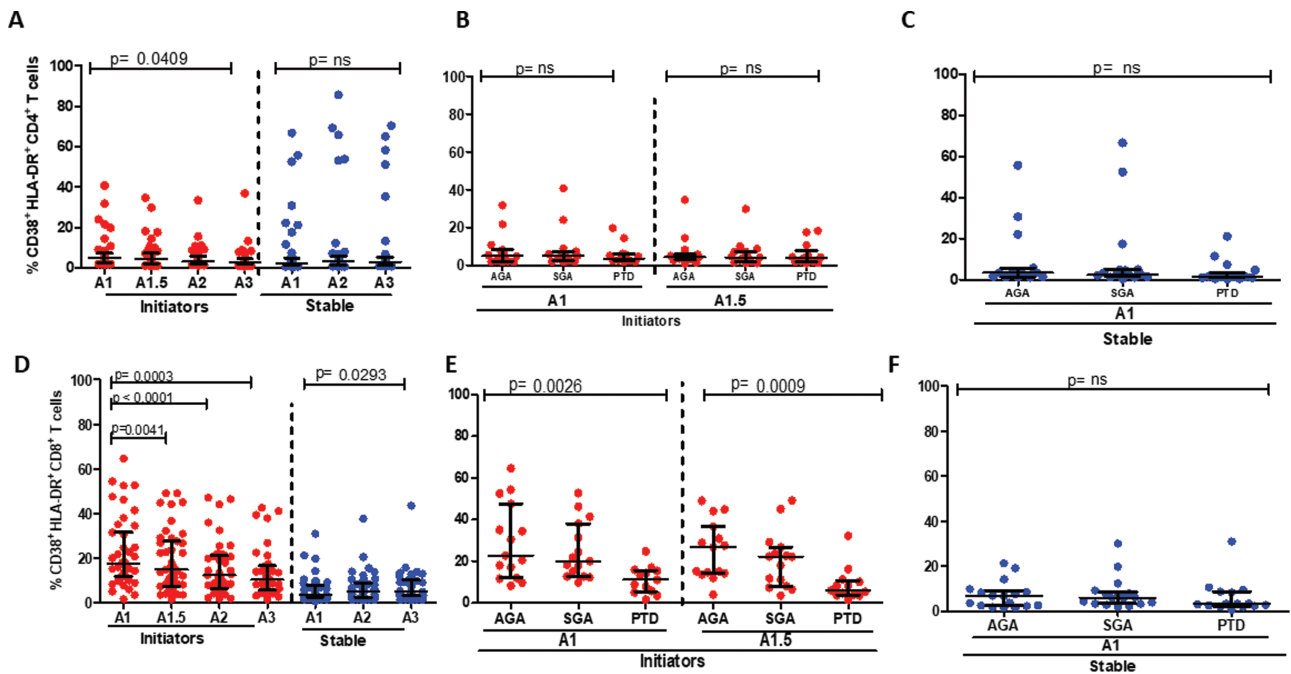 A
p= 0.0409
p= ns
% CD38+ HLA-DR+ CD4+ T cells
100
80
60
40
20
0
A1 A1.5 A2 A3 A1 A2 A3
Initiators Stable
B
p= ns
p= ns
100
80
60
40
20
0
AGA SGA PTD AGA SGA PTD
A1 A1.5
Initiators
C
p= ns
100
80
60
40
20
0
AGA SGA PTD
A1
Stable
D
p= 0.0003
p < 0.0001
p=0.0041
p= 0.0293
% CD38+ HLA-DR+ CD8+ T cells
100
80
60
40
20
0
A1 A1.5 A2 A3 A1 A2 A3
Initiators Stable
E
p= 0.0026
p= 0.0009
100
80
60
40
20
0
AGA SGA PTD AGA SGA PTD
A1 A1.5
Initiators
F
p= ns
100
80
60
40
20
0
AGA SGA PTD
A1
Stable